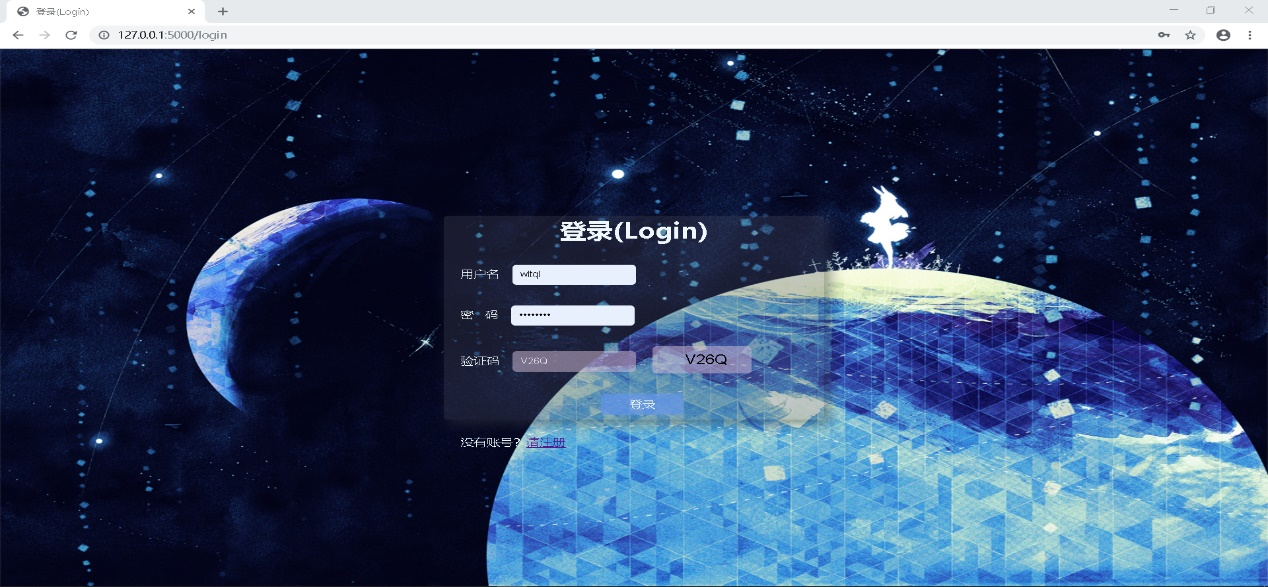 登录(Login)
127.0.0.1:5000/login
登录(Login)
用户名 witqi
密 码 ••••••••
验证码 V26Q V26Q
登录
没有账号? 请注册